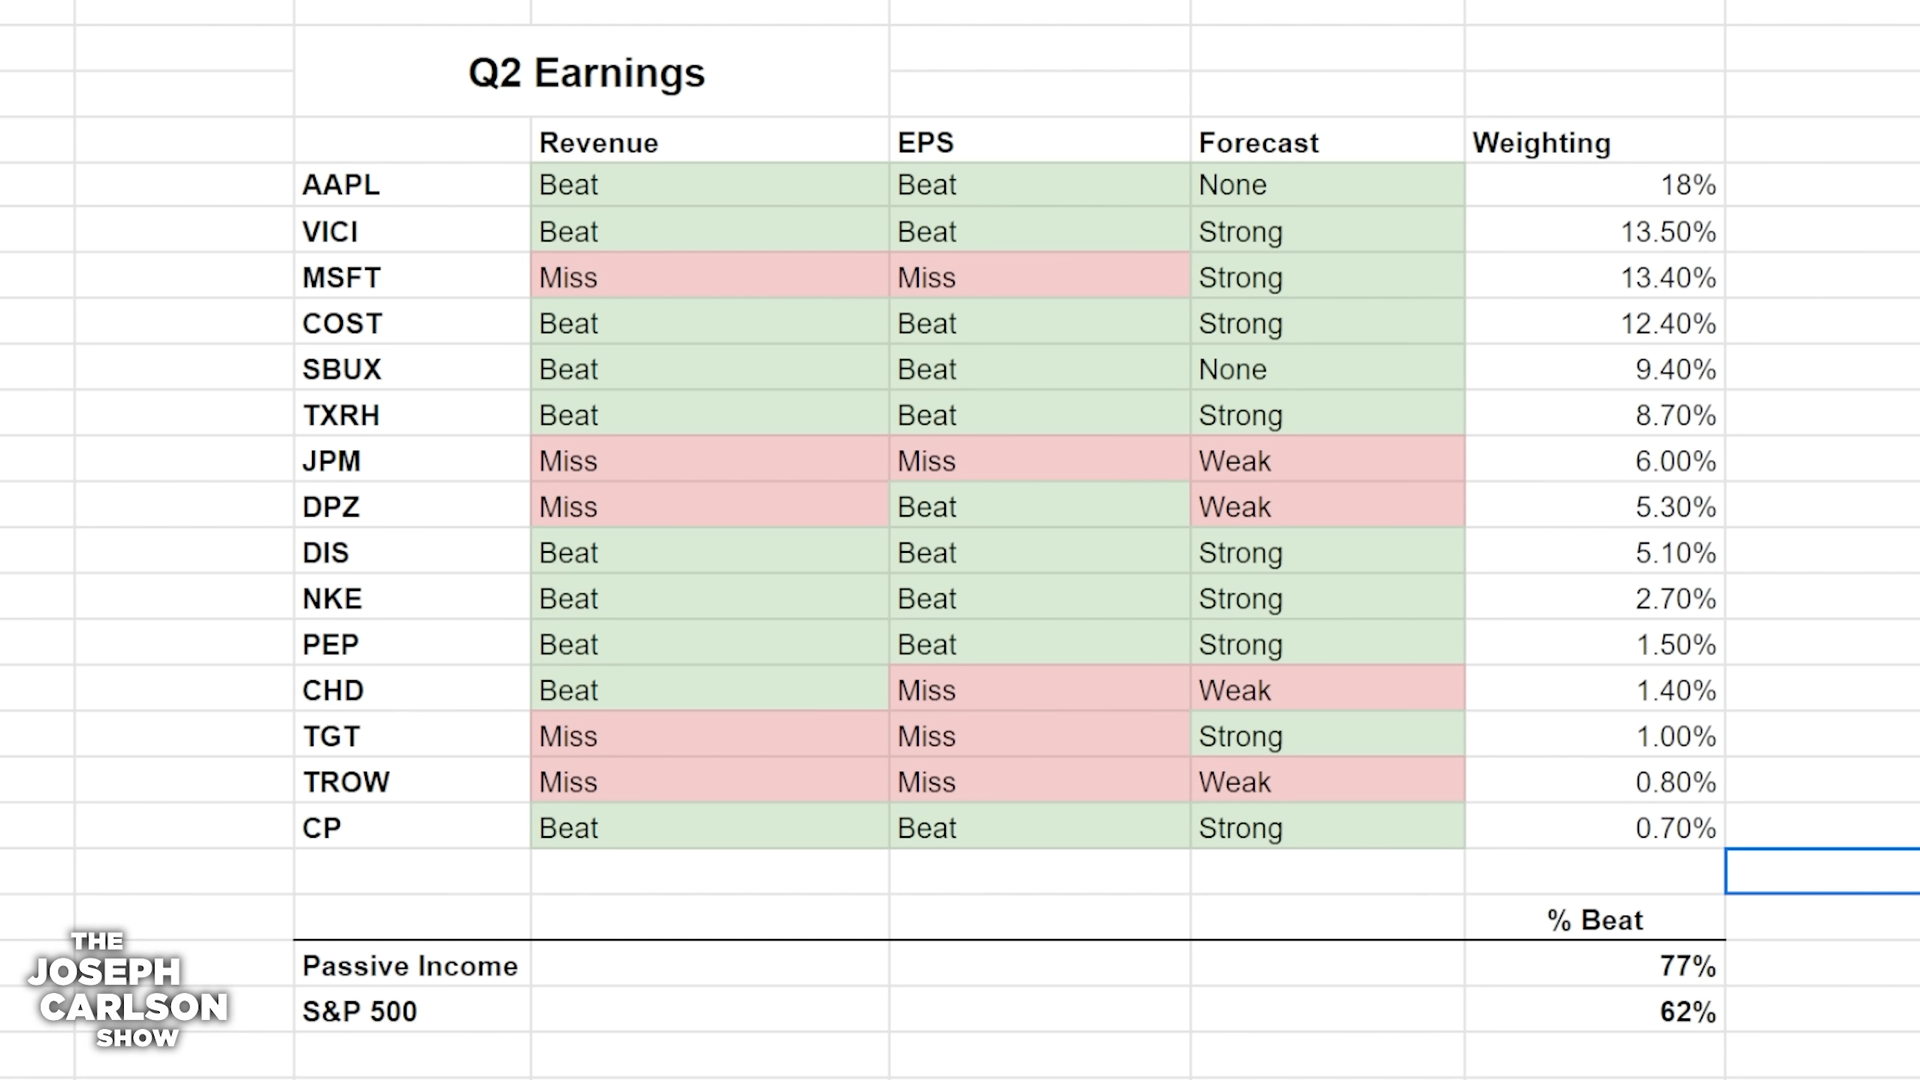 Q2 Earnings
Revenue EPS Forecast Weighting
AAPL Beat Beat None 18%
VICI Beat Beat Strong 13.50%
MSFT Miss Miss Strong 13.40%
COST Beat Beat Strong 12.40%
SBUX Beat Beat None 9.40%
TXRH Beat Beat Strong 8.70%
JPM Miss Miss Weak 6.00%
DPZ Miss Beat Weak 5.30%
DIS Beat Beat Strong 5.10%
NKE Beat Beat Strong 2.70%
PEP Beat Beat Strong 1.50%
CHD Beat Miss Weak 1.40%
TGT Miss Miss Strong 1.00%
TROW Miss Miss Weak 0.80%
CP Beat Beat Strong 0.70%
% Beat
Passive Income 77%
S&P 500 62%
THE
JOSEPH
CARLSON
SHOW